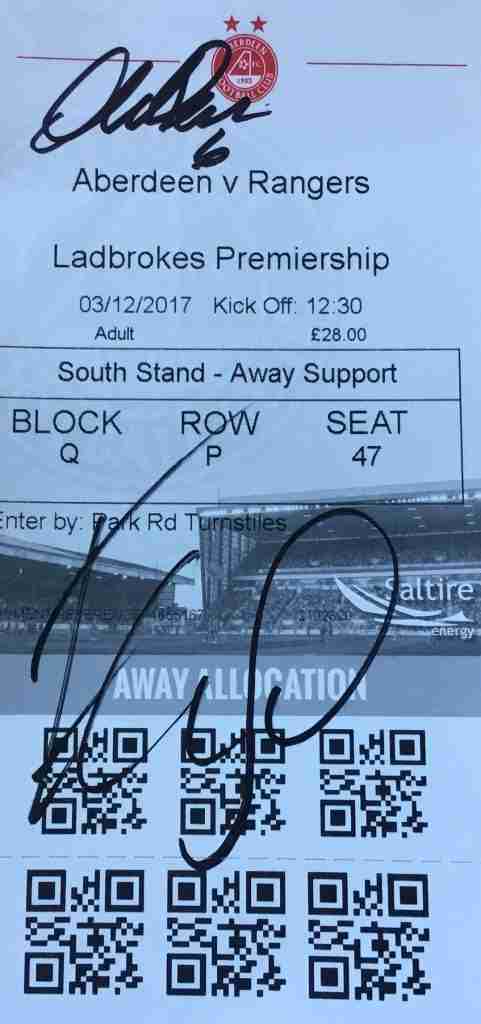 ABERDEEN
1903
FOOTBALL CLUB
6
Aberdeen v Rangers
Ladbrokes Premiership
03/12/2017 Kick Off: 12:30
Adult £28.00
South Stand - Away Support
BLOCK ROW SEAT
Q P 47
Enter by: Park Rd Turnstiles
Saltire
energy
AWAY ALLOCATION